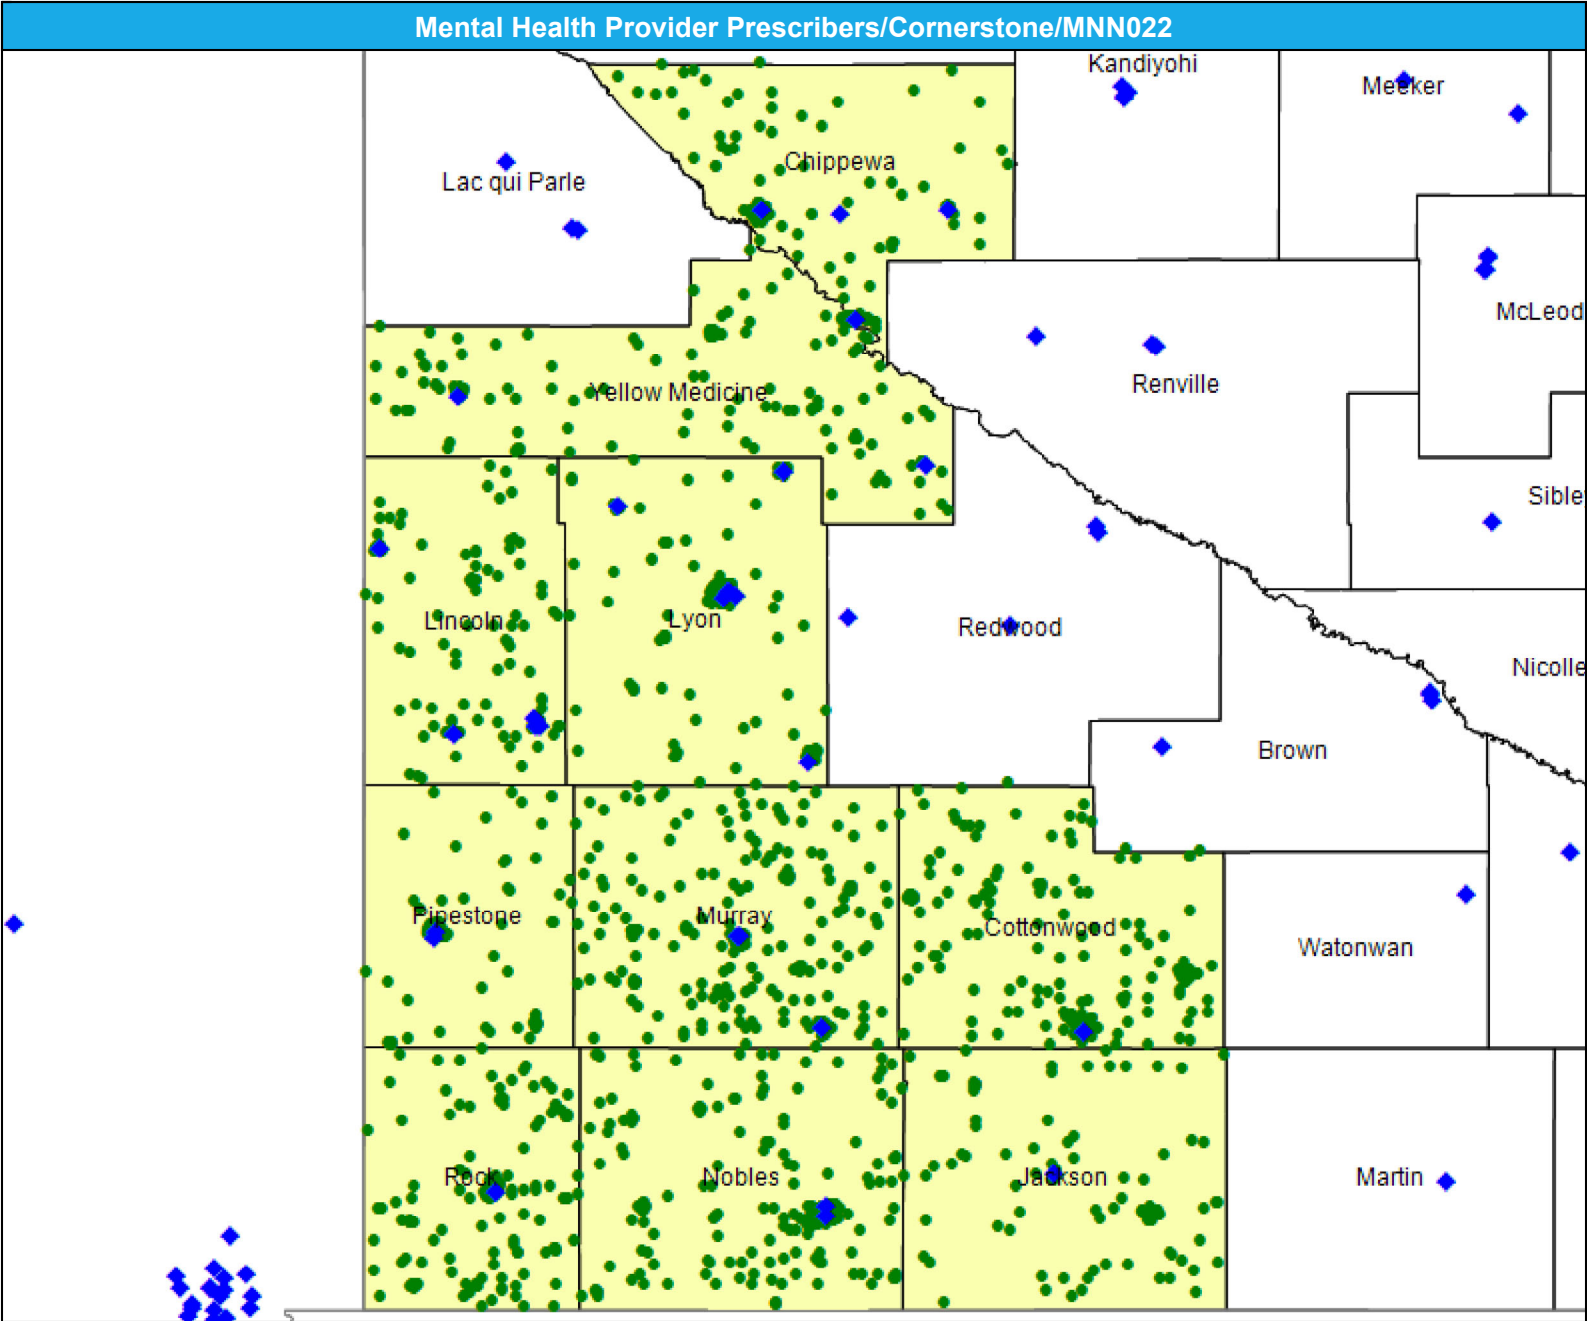 Mental Health Provider Prescribers/Cornerstone/MNN022
Kandiyohi
Meeker
Chippewa
Lac qui Parle
McLeod
Renville
Yellow Medicine
Sible
Lincoln
Lyon
Redwood
Nicolle
Brown
Pipestone
Murray
Cottonwood
Watonwan
Rock
Nobles
Jackson
Martin